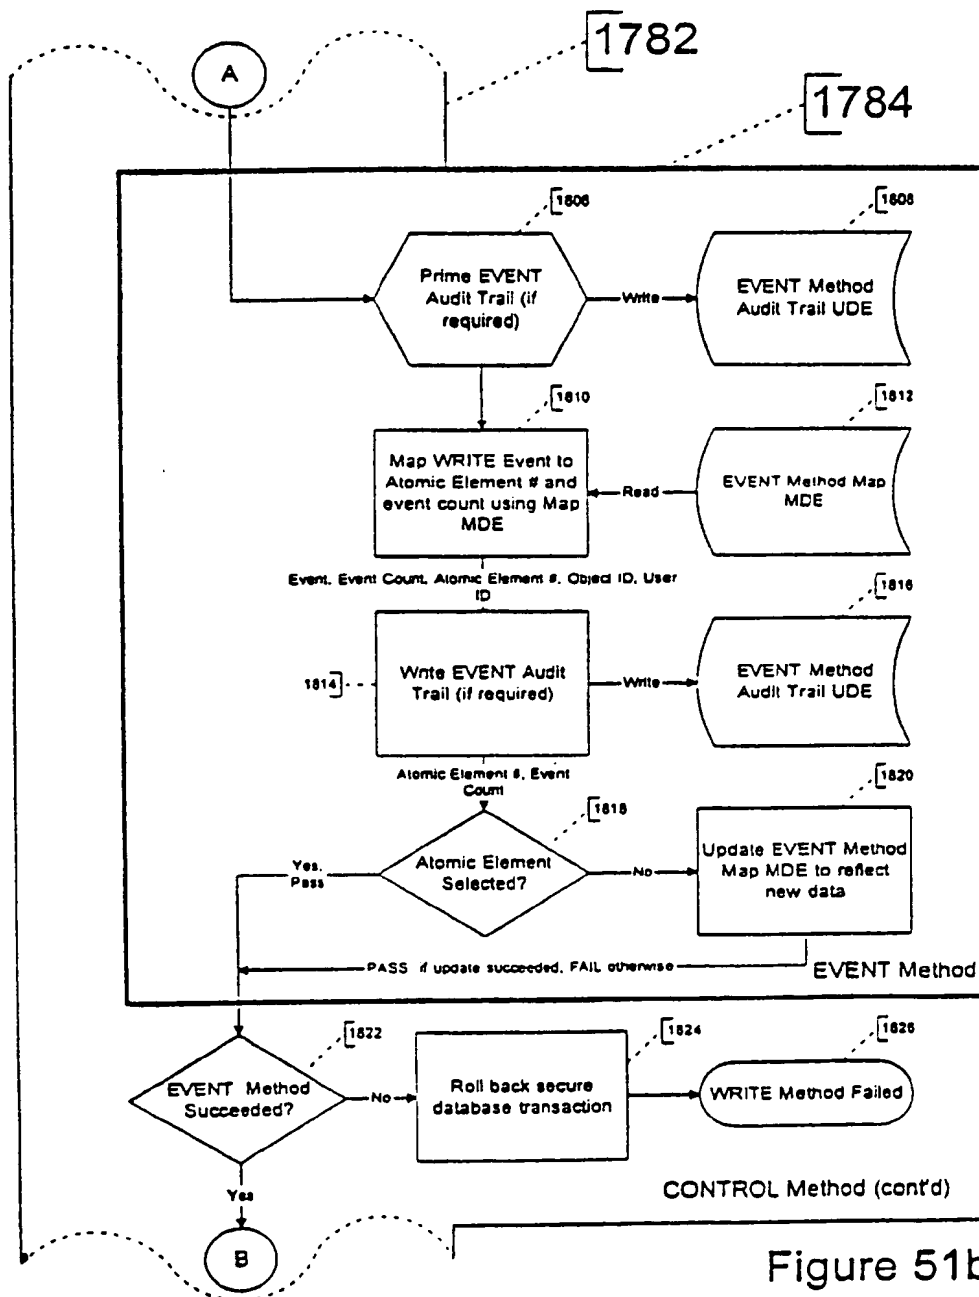 1782
A
1784
1806
1808
Prime EVENT
Audit Trail (if
required)
Write
EVENT Method
Audit Trail UDE
1810
1812
Map WRITE Event to
Atomic Element # and
event count using Map
MDE
Read
EVENT Method Map
MDE
Event, Event Count, Atomic Element #, Object ID, User
ID
1816
1814
Write EVENT Audit
Trail (if required)
Write
EVENT Method
Audit Trail UDE
Atomic Element #, Event
Count
1818
1820
Yes,
Pass
Atomic Element
Selected?
No
Update EVENT Method
Map MDE to reflect
new data
PASS if update succeeded, FAIL otherwise
EVENT Method
1822
1824
1826
EVENT Method
Succeeded?
No
Roll back secure
database transaction
WRITE Method Failed
Yes
CONTROL Method (cont'd)
B
Figure 51b